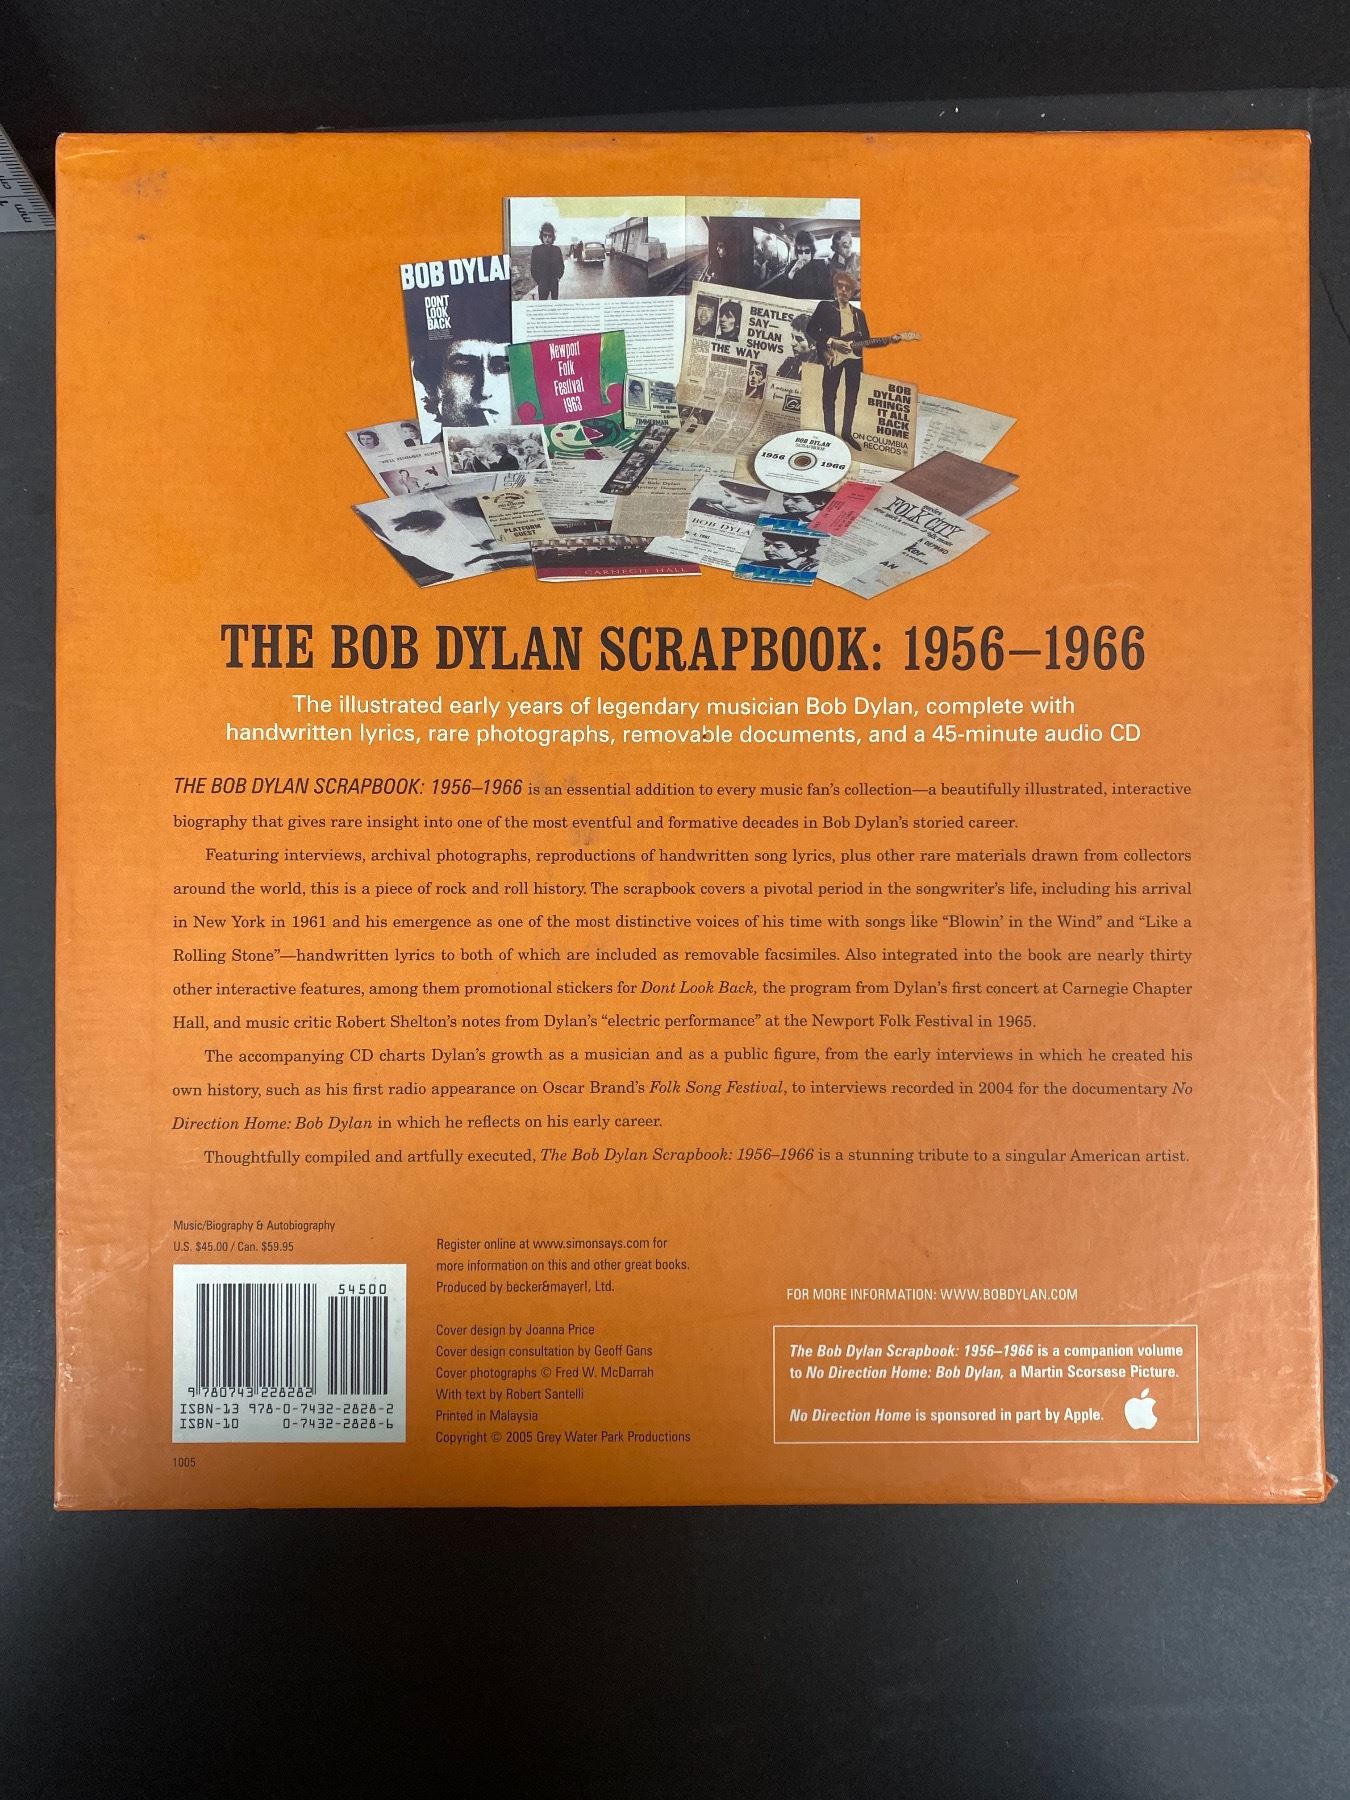 cm
mm
BOB DYLAN
DONT
LOOK
BACK
BEATLES
SAY—
DYLAN
SHOWS
THE WAY
Newport
Folk
Festival
1963
ZIMMERMAN
BOB
DYLAN
BRINGS
IT ALL
BACK
HOME
ON COLUMBIA
RECORDS
BOB DYLAN
SCRAPBOOK
1956 1966
PLATFORM
GUEST
BOB DYLA
FOLK CITY
CARNEGIE HALL
THE BOB DYLAN SCRAPBOOK: 1956–1966
The illustrated early years of legendary musician Bob Dylan, complete with
handwritten lyrics, rare photographs, removable documents, and a 45-minute audio CD
THE BOB DYLAN SCRAPBOOK: 1956–1966 is an essential addition to every music fan's collection—a beautifully illustrated, interactive
biography that gives rare insight into one of the most eventful and formative decades in Bob Dylan's storied career.
Featuring interviews, archival photographs, reproductions of handwritten song lyrics, plus other rare materials drawn from collectors
around the world, this is a piece of rock and roll history. The scrapbook covers a pivotal period in the songwriter's life, including his arrival
in New York in 1961 and his emergence as one of the most distinctive voices of his time with songs like “Blowin' in the Wind” and “Like a
Rolling Stone”—handwritten lyrics to both of which are included as removable facsimiles. Also integrated into the book are nearly thirty
other interactive features, among them promotional stickers for Dont Look Back, the program from Dylan's first concert at Carnegie Chapter
Hall, and music critic Robert Shelton's notes from Dylan's “electric performance” at the Newport Folk Festival in 1965.
The accompanying CD charts Dylan's growth as a musician and as a public figure, from the early interviews in which he created his
own history, such as his first radio appearance on Oscar Brand's Folk Song Festival, to interviews recorded in 2004 for the documentary No
Direction Home: Bob Dylan in which he reflects on his early career.
Thoughtfully compiled and artfully executed, The Bob Dylan Scrapbook: 1956–1966 is a stunning tribute to a singular American artist.
Music/Biography & Autobiography
U.S. $45.00 / Can. $59.95
54500
9 780743 228282
ISBN-13 978-0-7432-2828-2
ISBN-10 0-7432-2828-6
1005
Register online at www.simonsays.com for
more information on this and other great books.
Produced by becker&mayer!, Ltd.
Cover design by Joanna Price
Cover design consultation by Geoff Gans
Cover photographs © Fred W. McDarrah
With text by Robert Santelli
Printed in Malaysia
Copyright © 2005 Grey Water Park Productions
FOR MORE INFORMATION: WWW.BOBDYLAN.COM
The Bob Dylan Scrapbook: 1956–1966 is a companion volume
to No Direction Home: Bob Dylan, a Martin Scorsese Picture.
No Direction Home is sponsored in part by Apple.